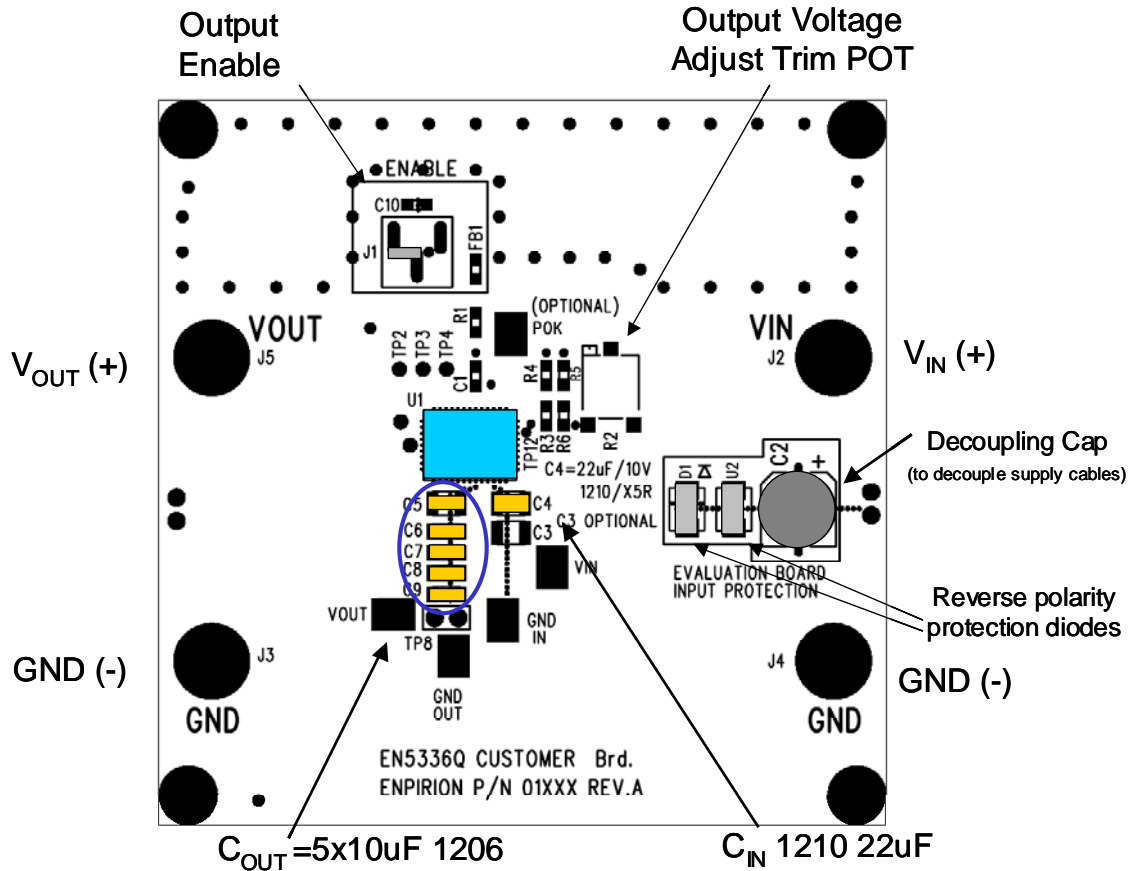 Output
Enable
Output Voltage
Adjust Trim POT
ENABLE
C10
J1
FB1
VOUT
J5
R1
(OPTIONAL)
POK
VIN
J2
V_OUT (+)
V_IN (+)
TP2
TP3
TP4
C1
R4
R5
U1
TP12
R3
R6
R2
C4=22uF/10V
1210/X5R
C3 OPTIONAL
D1
U2
C2
+
Decoupling Cap
(to decouple supply cables)
C5
C6
C7
C8
C9
C4
C3
VIN
EVALUATION BOARD
INPUT PROTECTION
VOUT
TP8
GND
IN
GND
OUT
Reverse polarity
protection diodes
GND (-)
J3
GND
J4
GND
GND (-)
EN5336Q CUSTOMER Brd.
ENPIRION P/N 01XXX REV.A
C_OUT =5x10uF 1206
C_IN 1210 22uF